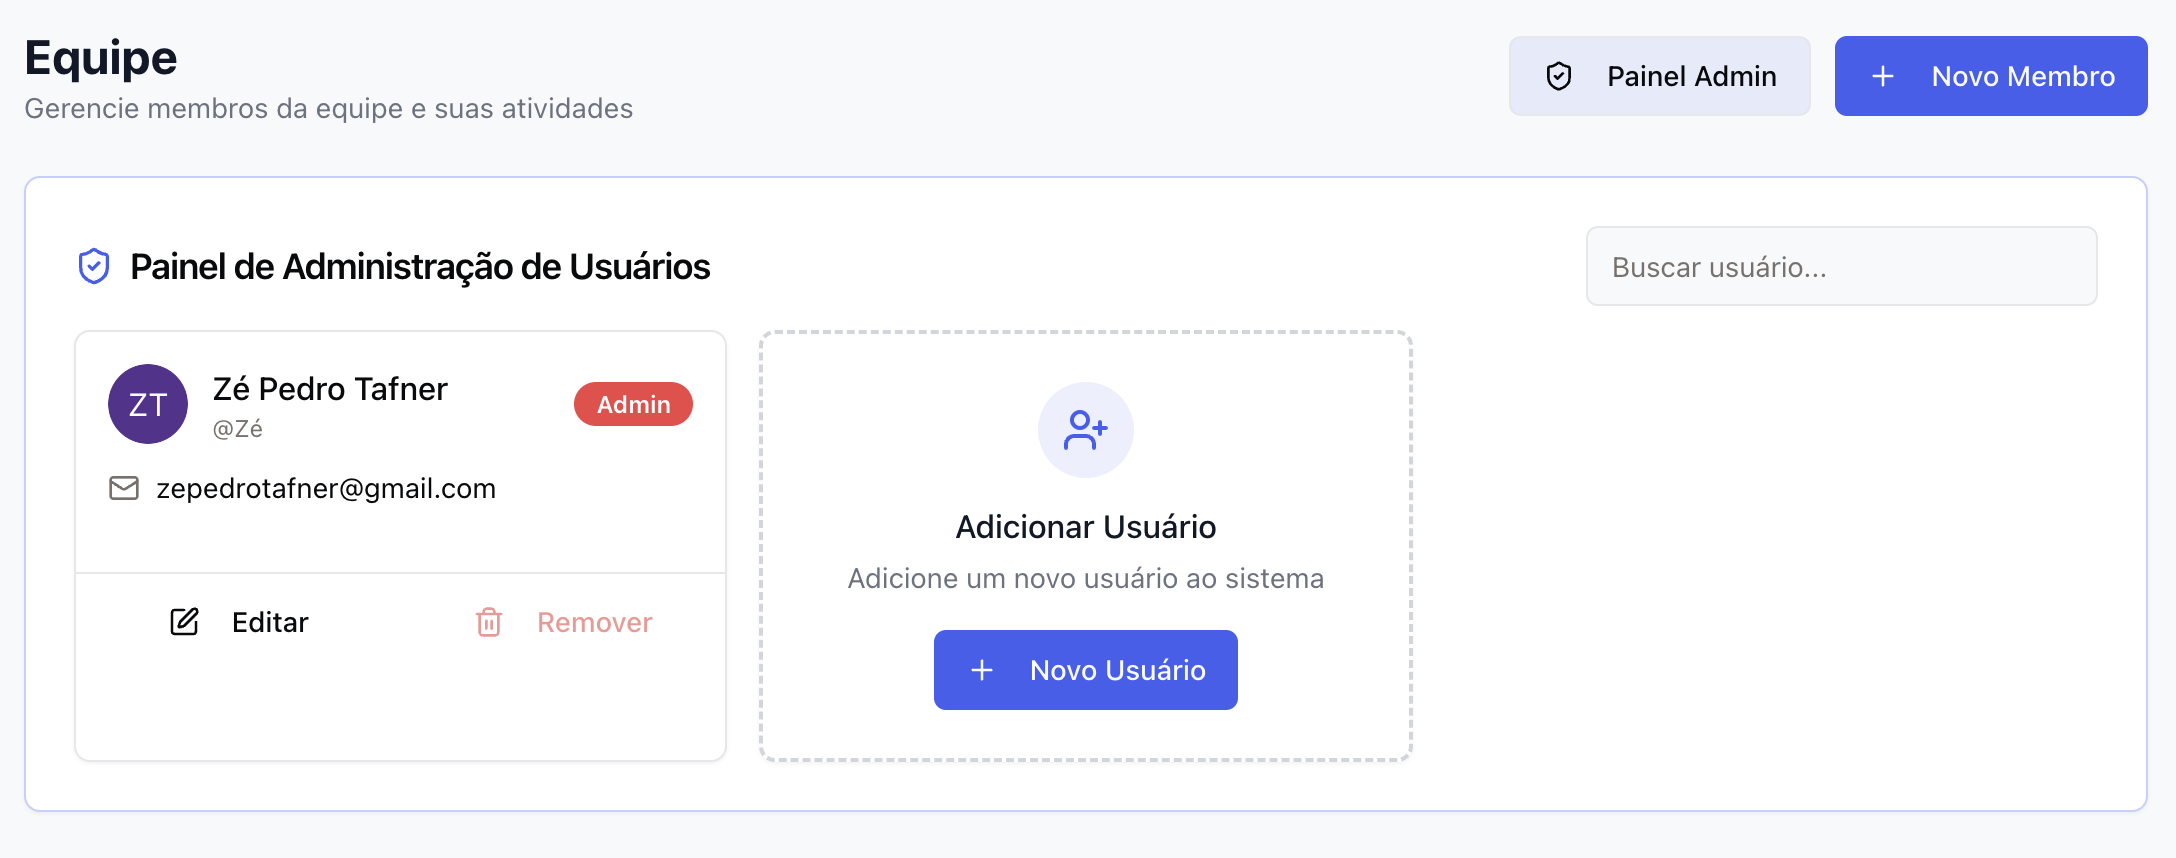 Equipe
Gerencie membros da equipe e suas atividades
Painel Admin
Novo Membro
Painel de Administração de Usuários
Buscar usuário...
ZT
Zé Pedro Tafner
@Zé
Admin
zepedrotafner@gmail.com
Editar
Remover
Adicionar Usuário
Adicione um novo usuário ao sistema
Novo Usuário